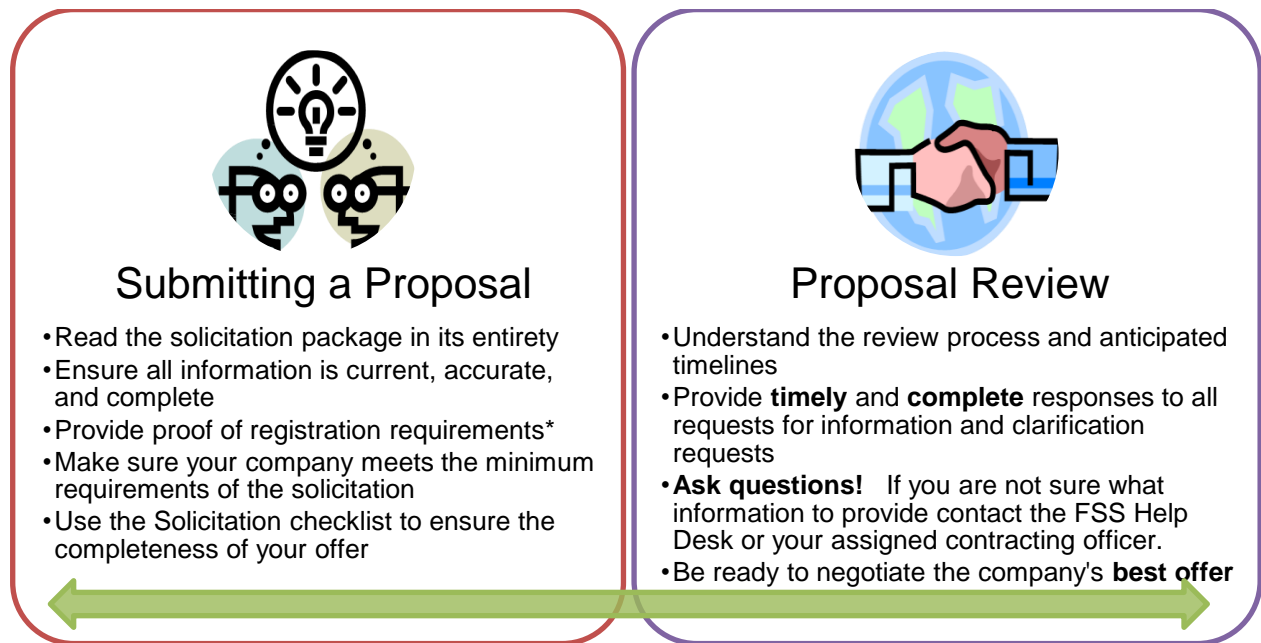 Submitting a Proposal
•Read the solicitation package in its entirety
•Ensure all information is current, accurate,
and complete
•Provide proof of registration requirements*
•Make sure your company meets the minimum
requirements of the solicitation
•Use the Solicitation checklist to ensure the
completeness of your offer
Proposal Review
•Understand the review process and anticipated
timelines
•Provide timely and complete responses to all
requests for information and clarification
requests
•Ask questions! If you are not sure what
information to provide contact the FSS Help
Desk or your assigned contracting officer.
•Be ready to negotiate the company's best offer